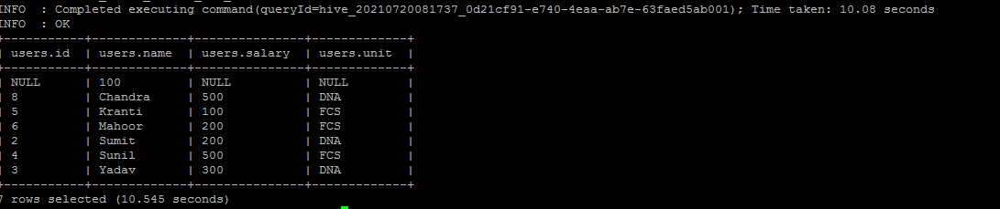 INFO  : Completed executing command(queryId=hive_20210720081737_0d21cf91-e740-4eaa-ab7e-63faed5ab001); Time taken: 10.08 seconds
INFO  : OK
+-----------+-------------+---------------+-------------+
| users.id  | users.name  | users.salary  | users.unit  |
+-----------+-------------+---------------+-------------+
| NULL      | 100         | NULL          | NULL        |
| 8         | Chandra     | 500           | DNA         |
| 5         | Kranti      | 100           | FCS         |
| 6         | Mahoor      | 200           | FCS         |
| 2         | Sumit       | 200           | DNA         |
| 4         | Sunil       | 500           | FCS         |
| 3         | Yadav       | 300           | DNA         |
+-----------+-------------+---------------+-------------+
7 rows selected (10.545 seconds)